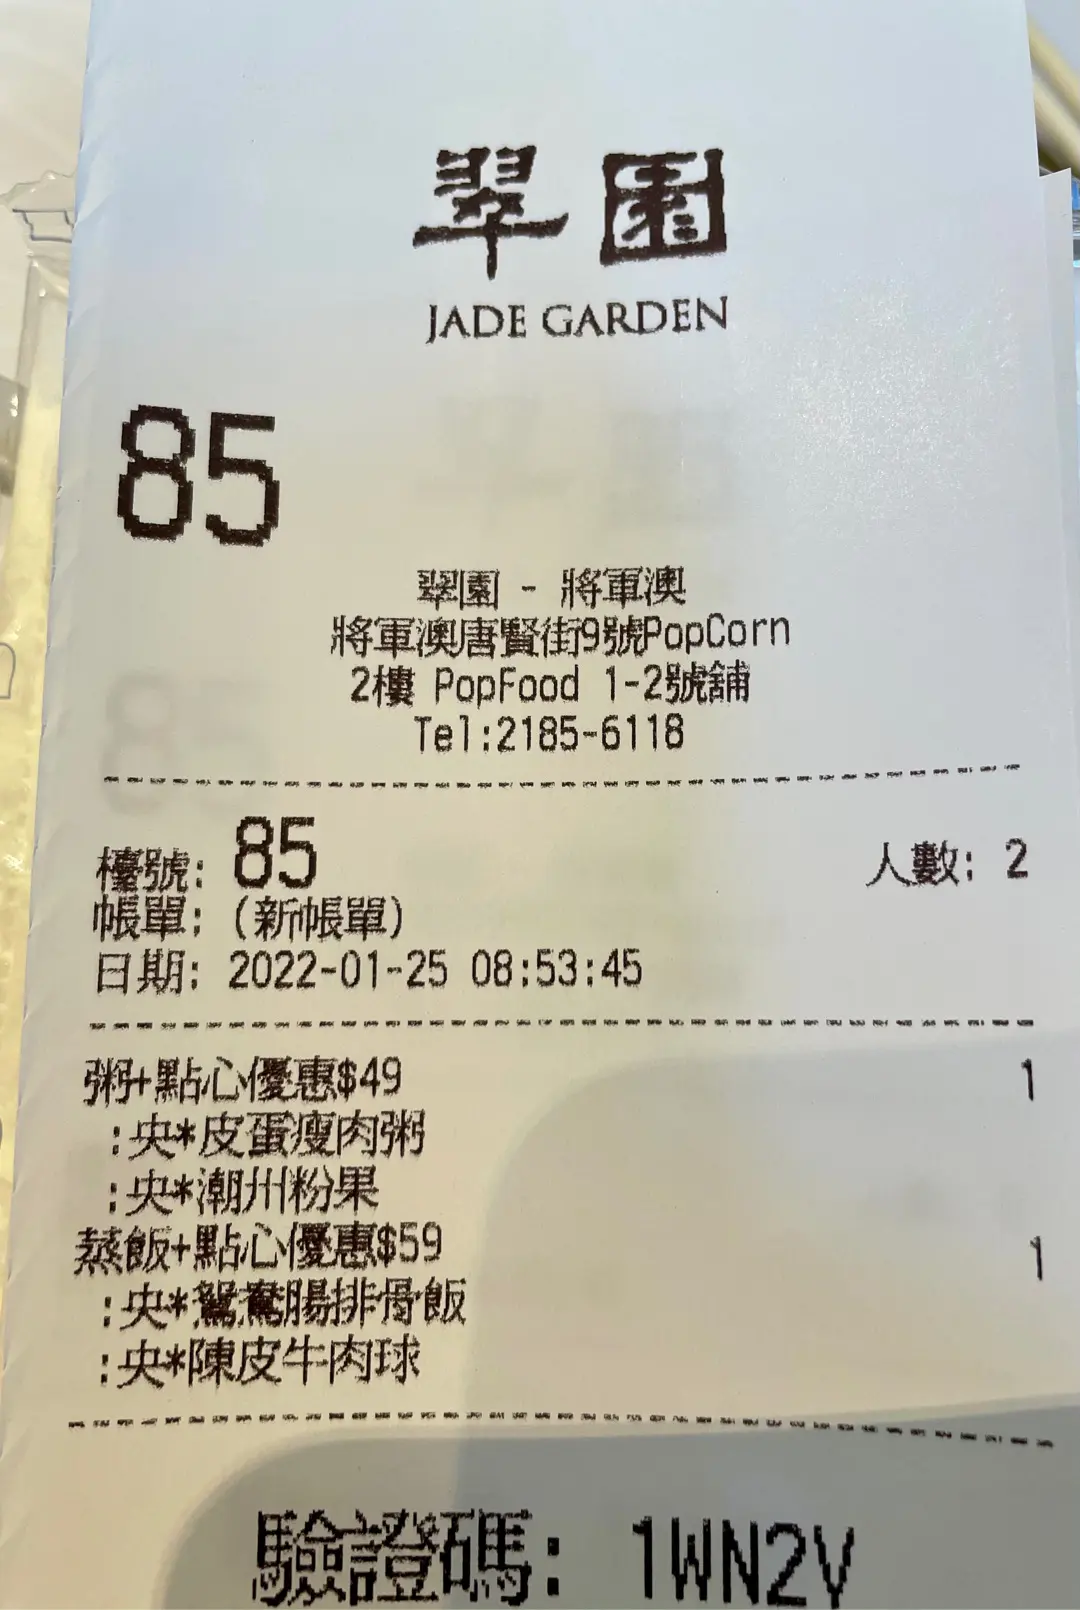 翠園
JADE GARDEN
85
翠園 - 將軍澳
將軍澳唐賢街9號PopCorn
2樓 PopFood 1-2號舖
Tel:2185-6118
檯號: 85 人數: 2
帳單: (新帳單)
日期: 2022-01-25 08:53:45
粥+點心優惠$49 1
:央*皮蛋瘦肉粥
:央*潮州粉果
蒸飯+點心優惠$59 1
:央*鴛鴦腸排骨飯
:央*陳皮牛肉球
驗證碼: 1WN2V